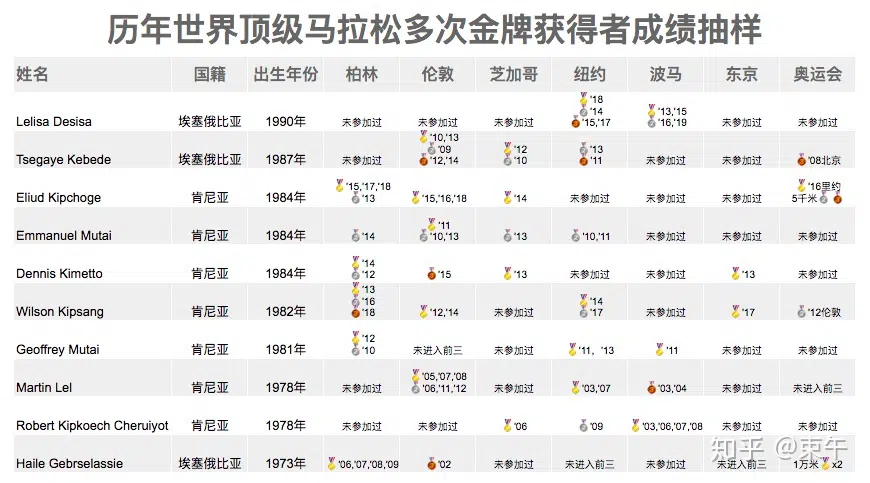 历年世界顶级马拉松多次金牌获得者成绩抽样
姓名 国籍 出生年份 柏林 伦敦 芝加哥 纽约 波马 东京 奥运会
'18
'14 '13,'15
Lelisa Desisa 埃塞俄比亚 1990年 未参加过 未参加过 未参加过 '15,'17 '16,'19 未参加过 未参加过
'10,'13
'09 '12 '13
Tsegaye Kebede 埃塞俄比亚 1987年 未参加过 '12,'14 '10 '11 未参加过 未参加过 '08北京
'15,'17,'18 '16里约
Eliud Kipchoge 肯尼亚 1984年 '13 '15,'16,'18 '14 未参加过 未参加过 未参加过 5千米
'11
Emmanuel Mutai 肯尼亚 1984年 '14 '10,'13 '13 '10,'11 未参加过 未参加过 未参加过
'14
Dennis Kimetto 肯尼亚 1984年 '12 '15 '13 未参加过 未参加过 '13 未参加过
'13
'16 '14
Wilson Kipsang 肯尼亚 1982年 '18 '12,'14 未参加过 '17 未参加过 '17 '12伦敦
'12
Geoffrey Mutai 肯尼亚 1981年 '10 未进入前三 未参加过 '11，'13 '11 未参加过 未参加过
'05,'07,'08
Martin Lel 肯尼亚 1978年 未参加过 '06,'11,'12 未参加过 '03,'07 '03,'04 未参加过 未进入前三
Robert Kipkoech Cheruiyot 肯尼亚 1978年 未参加过 未参加过 '06 '09 '03,'06,'07,'08 未参加过 未参加过
Haile Gebrselassie 埃塞俄比亚 1973年 '06,'07,'08,'09 '02 未参加过 未进入前三 未参加过 未进入前三 1万米 x2
知乎 @束午